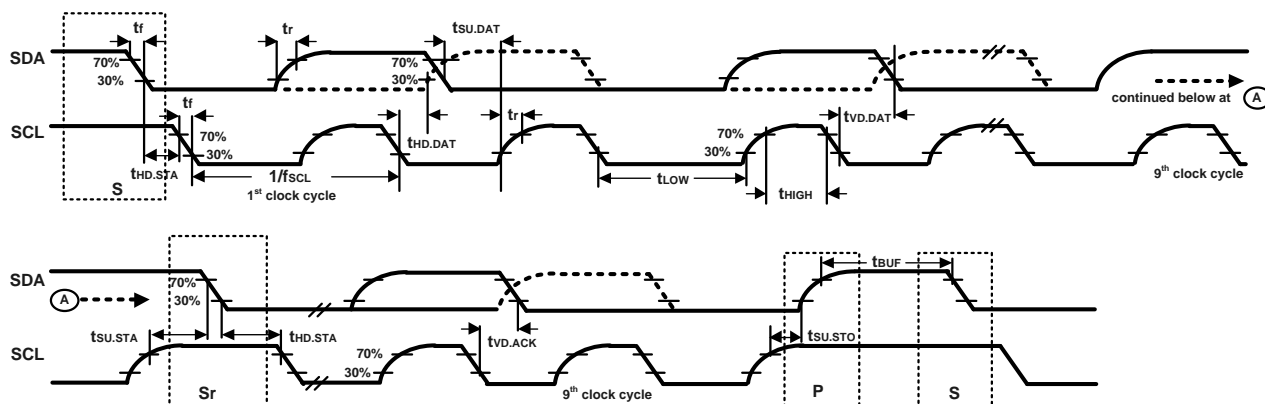 tf
tr
tSU.DAT
SDA
70%
30%
70%
30%
continued below at A
tf
tr
tVD.DAT
SCL
70%
30%
tHD.DAT
70%
30%
tHD.STA
1/fSCL
tLOW
tHIGH
9th clock cycle
S
1st clock cycle
SDA
tBUF
70%
A
30%
tSU.STA
tHD.STA
tVD.ACK
tSU.STO
SCL
70%
30%
9th clock cycle
Sr
P
S